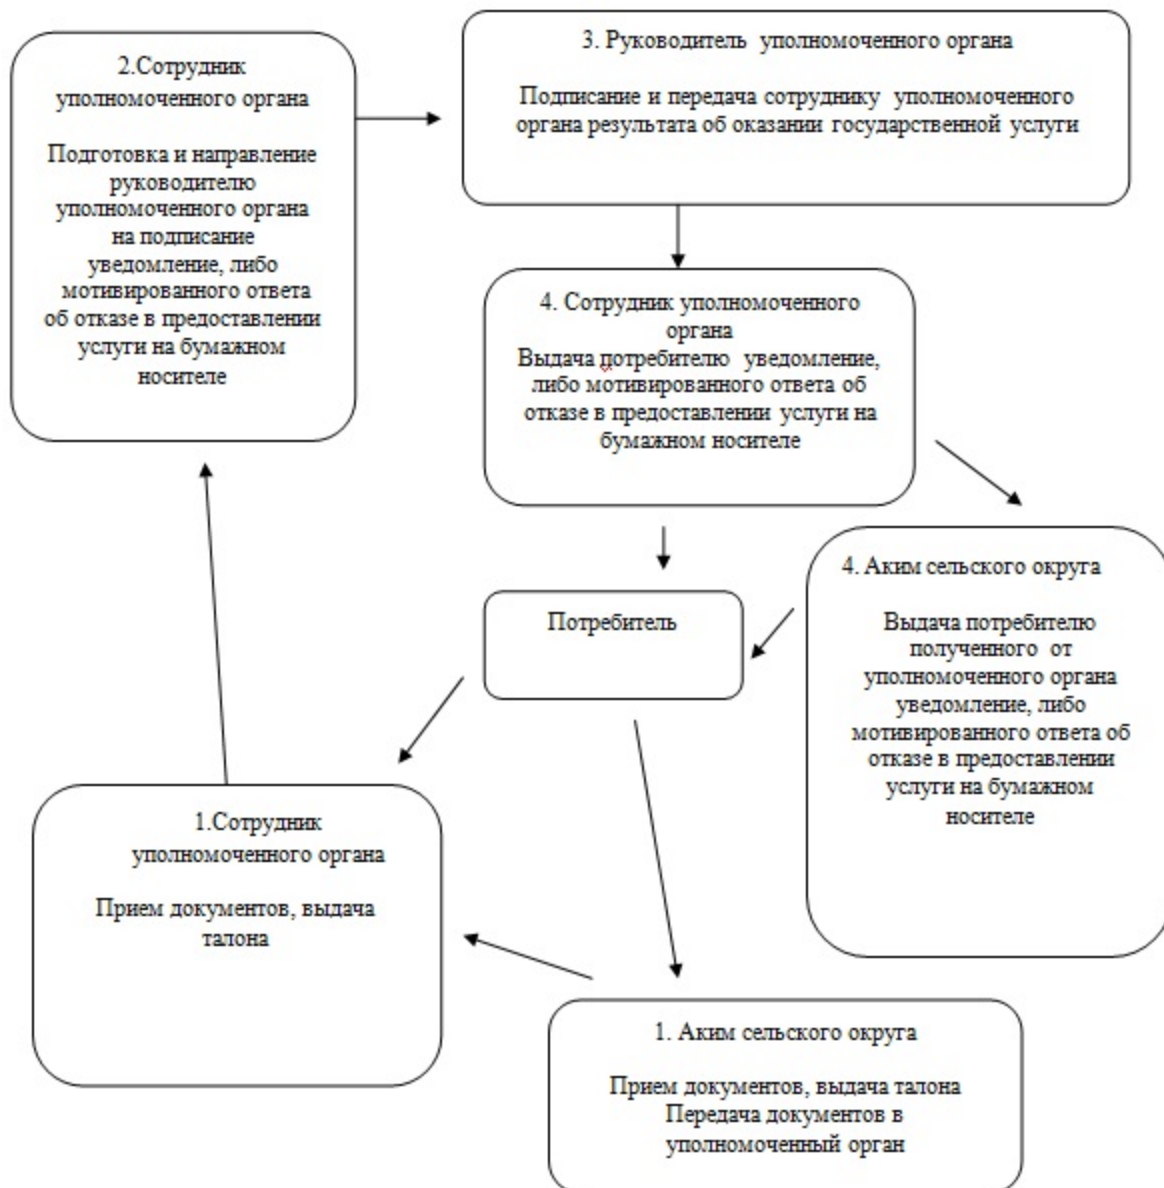 2.Сотрудник
уполномоченного органа
Подготовка и направление
руководителю
уполномоченного органа
на подписание
уведомление, либо
мотивированного ответа
об отказе в предоставлении
услуги на бумажном
носителе
3. Руководитель уполномоченного органа
Подписание и передача сотруднику уполномоченного
органа результата об оказании государственной услуги
4. Сотрудник уполномоченного
органа
Выдача потребителю уведомление,
либо мотивированного ответа об
отказе в предоставлении услуги на
бумажном носителе
4. Аким сельского округа
Выдача потребителю
полученного от
уполномоченного органа
уведомление, либо
мотивированного ответа об
отказе в предоставлении
услуги на бумажном
носителе
Потребитель
1.Сотрудник
уполномоченного органа
Прием документов, выдача
талона
1. Аким сельского округа
Прием документов, выдача талона
Передача документов в
уполномоченный орган